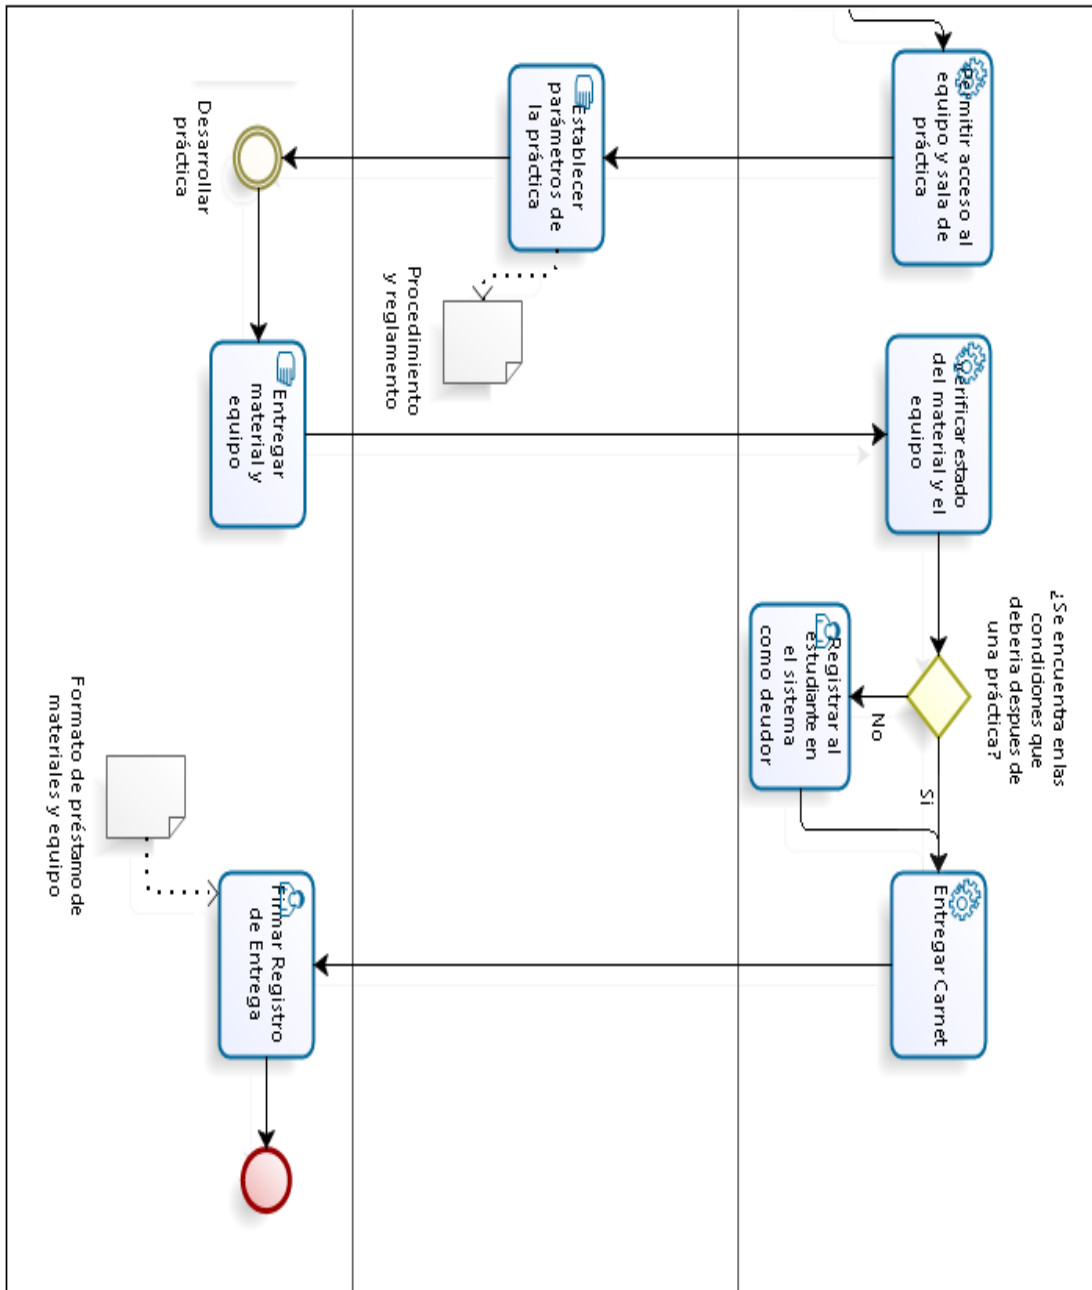 Permitir acceso al
equipo y sala de
práctica
Establecer
parámetros de
la práctica
Desarrollar
práctica
Procedimiento
y reglamento
Entregar
material y
equipo
Verificar estado
del material y el
equipo
¿Se encuentra en las
condiciones que
deberia despues de
una práctica?
No
Si
Registrar al
estudiante en
el sistema
como deudor
Entregar Carnet
Formato de préstamo de
materiales y equipo
Firmar Registro
de Entrega